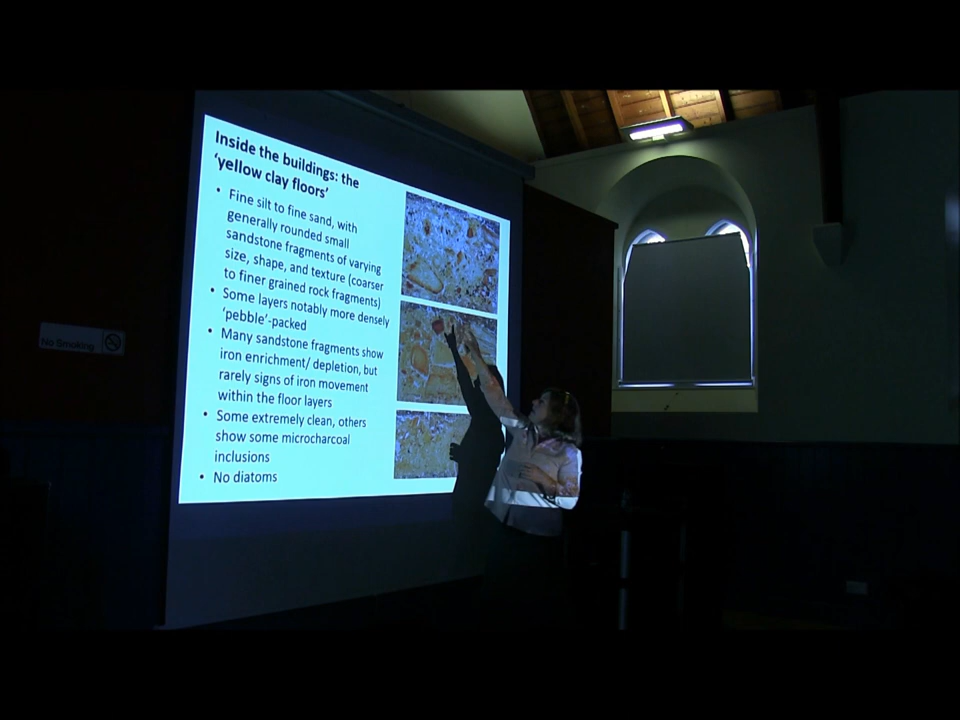 Inside the buildings: the
‘yellow clay floors’
• Fine silt to fine sand, with
generally rounded small
sandstone fragments of varying
size, shape, and texture (coarser
to finer grained rock fragments)
• Some layers notably more densely
‘pebble’-packed
• Many sandstone fragments show
iron enrichment/ depletion, but
rarely signs of iron movement
within the floor layers
• Some extremely clean, others
show some microcharcoal
inclusions
• No diatoms
No Smoking